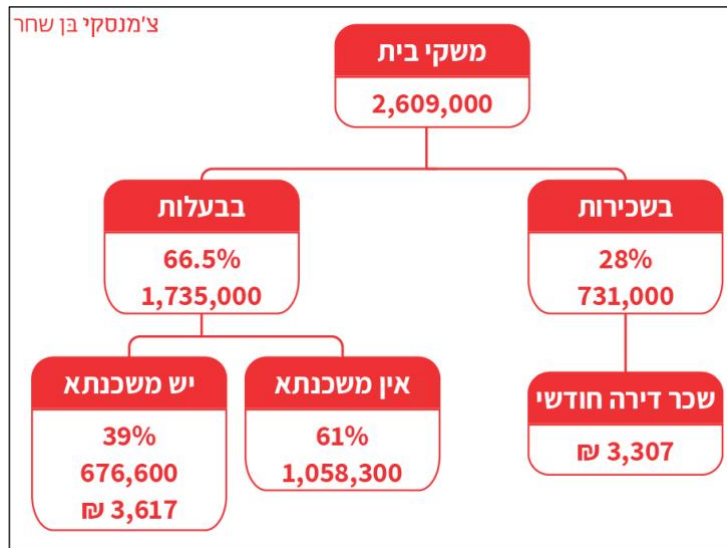 צ'מנסקי בן שחר
משקי בית
2,609,000
בשכירות
28%
731,000
שכר דירה חודשי
3,307 ₪
בבעלות
66.5%
1,735,000
אין משכנתא
61%
1,058,300
יש משכנתא
39%
676,600
3,617 ₪